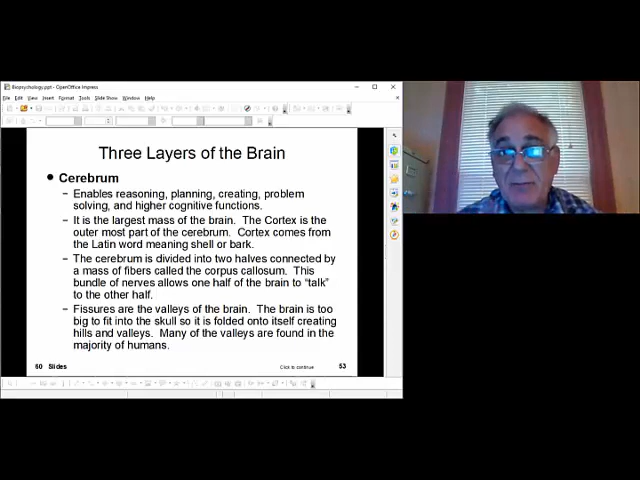 Biopsychology.ppt - OpenOffice Impress
File Edit View Insert Format Tools Slide Show Window Help
Three Layers of the Brain
• Cerebrum
– Enables reasoning, planning, creating, problem
solving, and higher cognitive functions.
– It is the largest mass of the brain. The Cortex is the
outer most part of the cerebrum. Cortex comes from
the Latin word meaning shell or bark.
– The cerebrum is divided into two halves connected by
a mass of fibers called the corpus callosum. This
bundle of nerves allows one half of the brain to “talk”
to the other half.
– Fissures are the valleys of the brain. The brain is too
big to fit into the skull so it is folded onto itself creating
hills and valleys. Many of the valleys are found in the
majority of humans.
60 Slides Click to continue 53